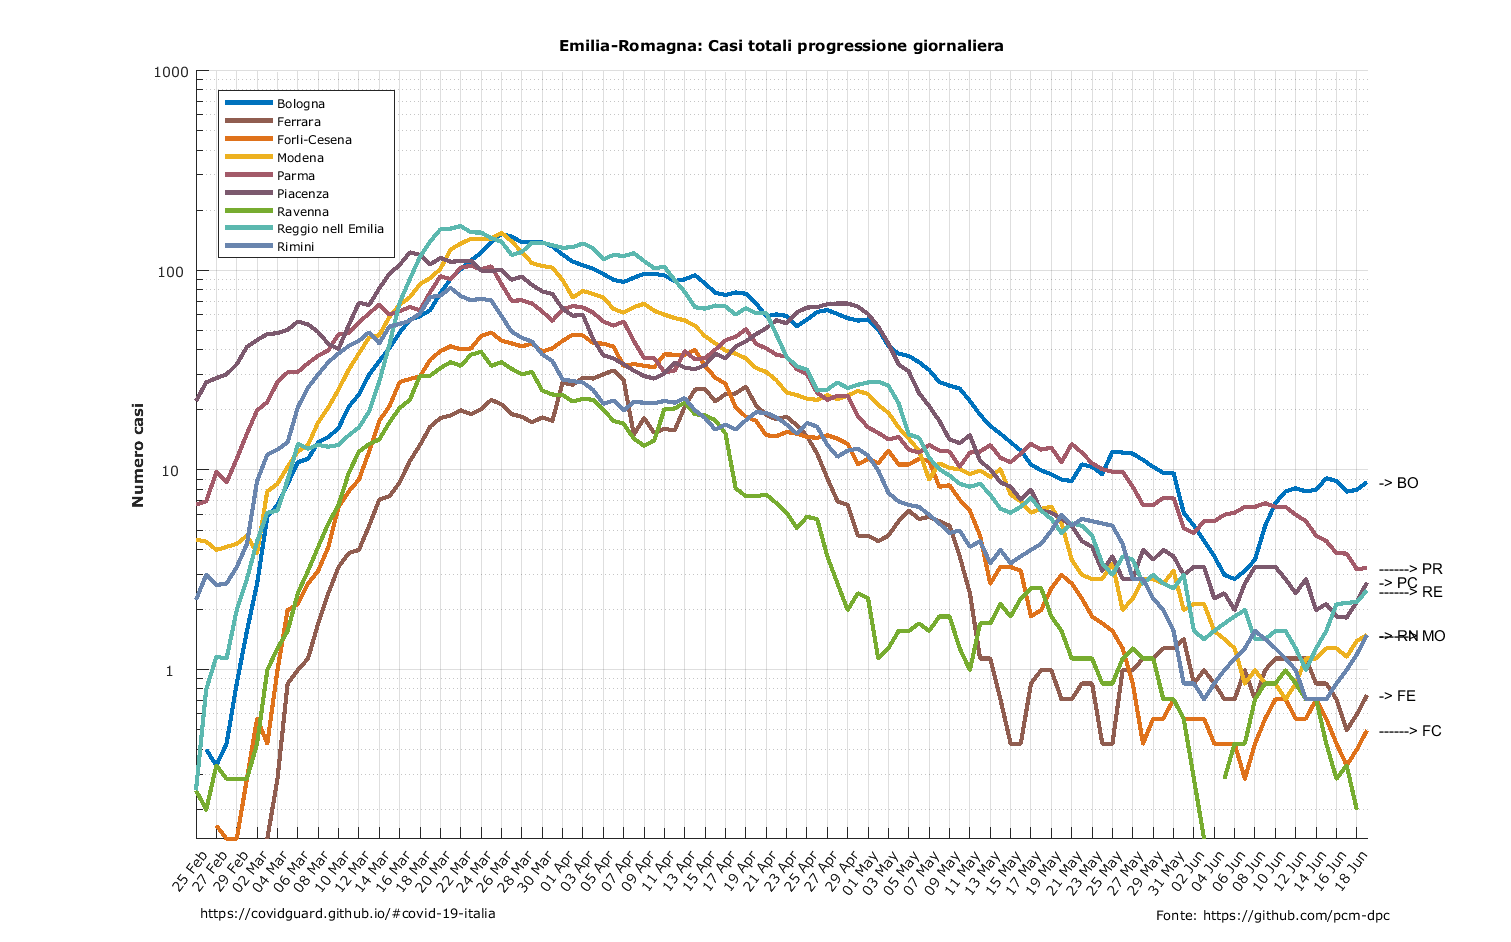 Emilia-Romagna: Casi totali progressione giornaliera
1000
100
10
1
Numero casi
Bologna
Ferrara
Forli-Cesena
Modena
Parma
Piacenza
Ravenna
Reggio nell Emilia
Rimini
-> BO
------> PR
-> PC
------> RE
-> RN
------> MO
-> FE
------> FC
25 Feb
27 Feb
29 Feb
02 Mar
04 Mar
06 Mar
08 Mar
10 Mar
12 Mar
14 Mar
16 Mar
18 Mar
20 Mar
22 Mar
24 Mar
26 Mar
28 Mar
30 Mar
01 Apr
03 Apr
05 Apr
07 Apr
09 Apr
11 Apr
13 Apr
15 Apr
17 Apr
19 Apr
21 Apr
23 Apr
25 Apr
27 Apr
29 Apr
01 May
03 May
05 May
07 May
09 May
11 May
13 May
15 May
17 May
19 May
21 May
23 May
25 May
27 May
29 May
31 May
02 Jun
04 Jun
06 Jun
08 Jun
10 Jun
12 Jun
14 Jun
16 Jun
18 Jun
https://covidguard.github.io/#covid-19-italia
Fonte: https://github.com/pcm-dpc